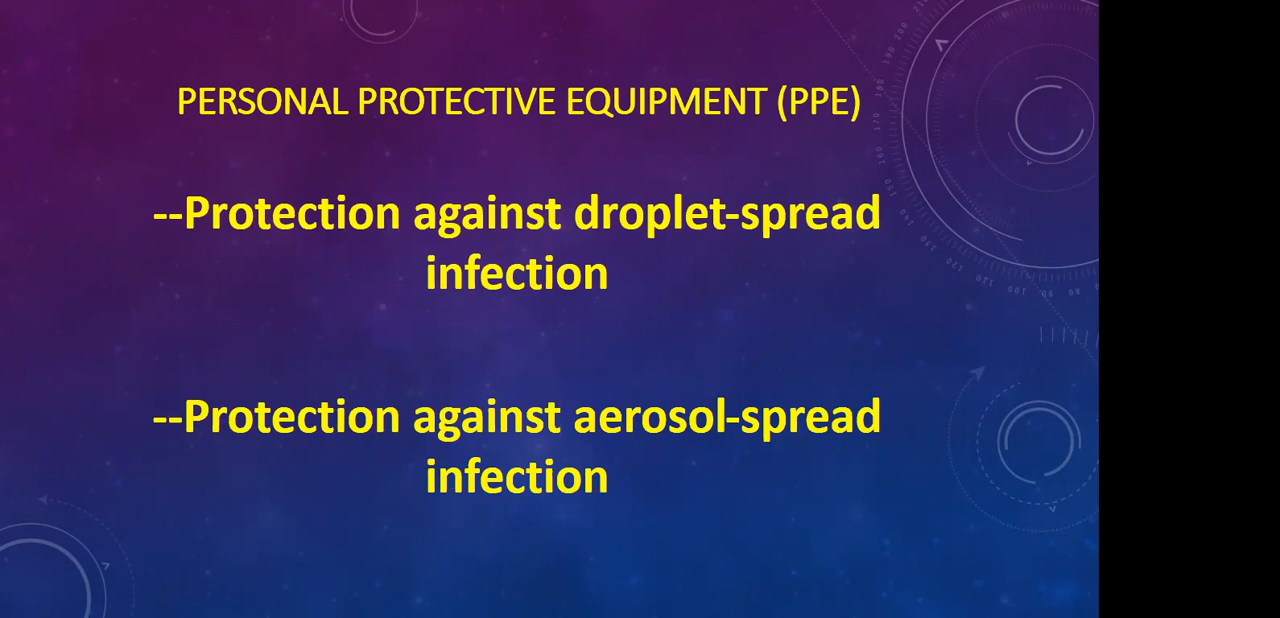 PERSONAL PROTECTIVE EQUIPMENT (PPE)
--Protection against droplet-spread
infection
--Protection against aerosol-spread
infection